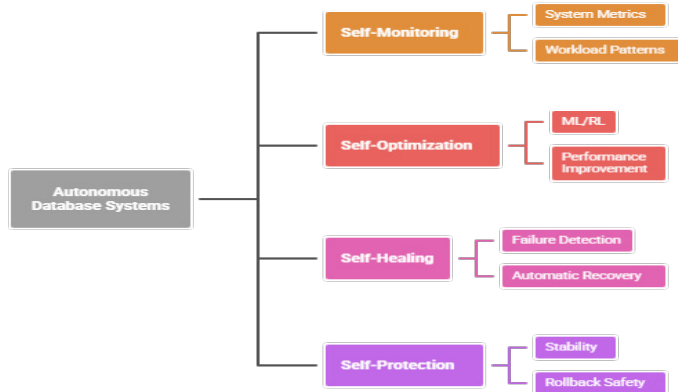 Autonomous
Database Systems
Self-Monitoring
System Metrics
Workload Patterns
Self-Optimization
ML/RL
Performance
Improvement
Self-Healing
Failure Detection
Automatic Recovery
Self-Protection
Stability
Rollback Safety